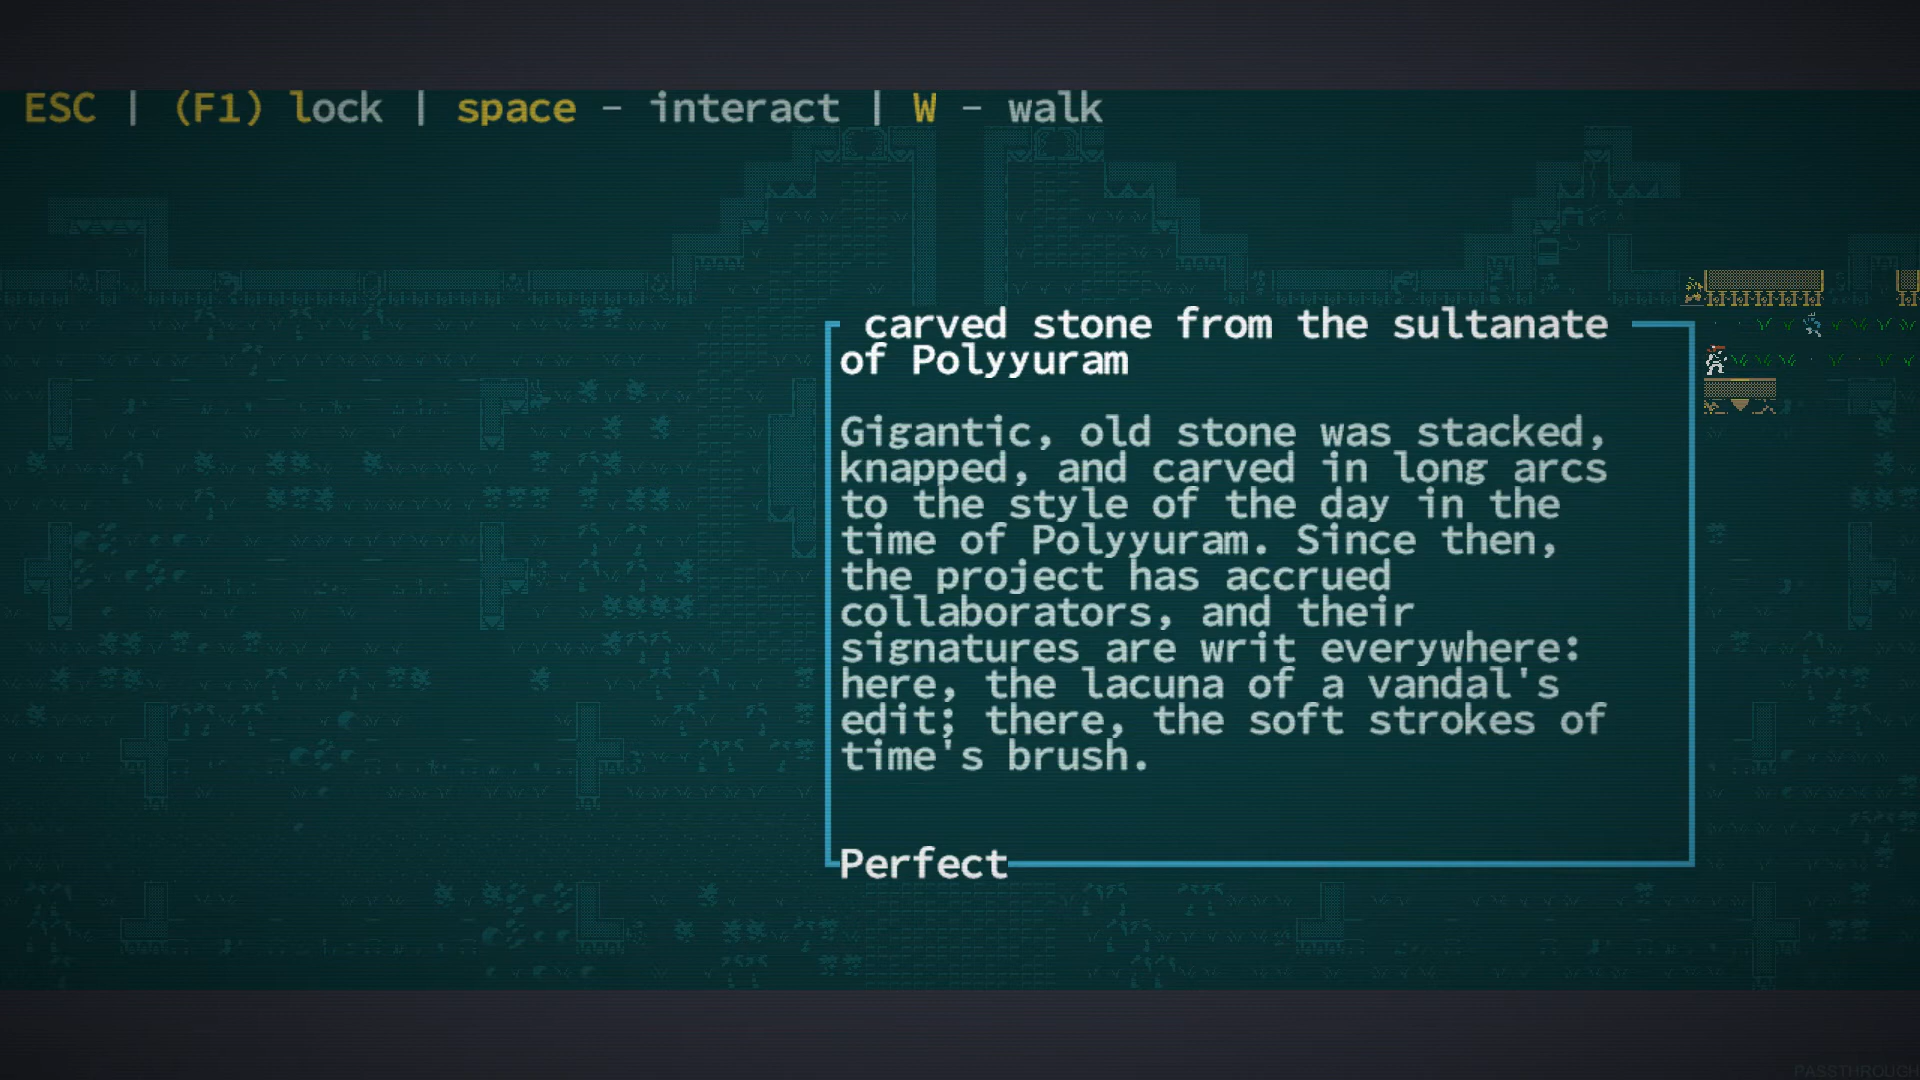 ESC | (F1) lock | space - interact | W - walk
carved stone from the sultanate
of Polyyuram
Gigantic, old stone was stacked,
knapped, and carved in long arcs
to the style of the day in the
time of Polyyuram. Since then,
the project has accrued
collaborators, and their
signatures are writ everywhere:
here, the lacuna of a vandal's
edit; there, the soft strokes of
time's brush.
Perfect
PASSTHROUGH